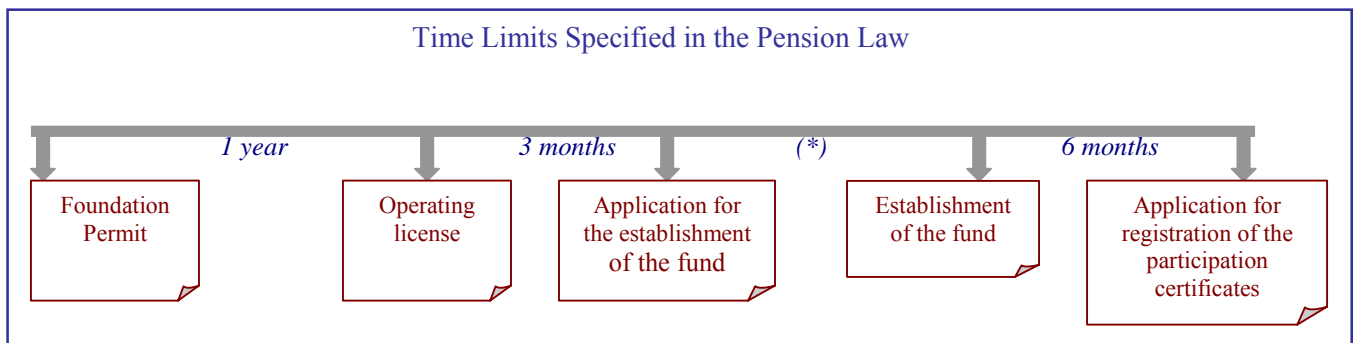 Time Limits Specified in the Pension Law
1 year
3 months
(*)
6 months
Foundation
Permit
Operating
license
Application for
the establishment
of the fund
Establishment
of the fund
Application for
registration of the
participation
certificates